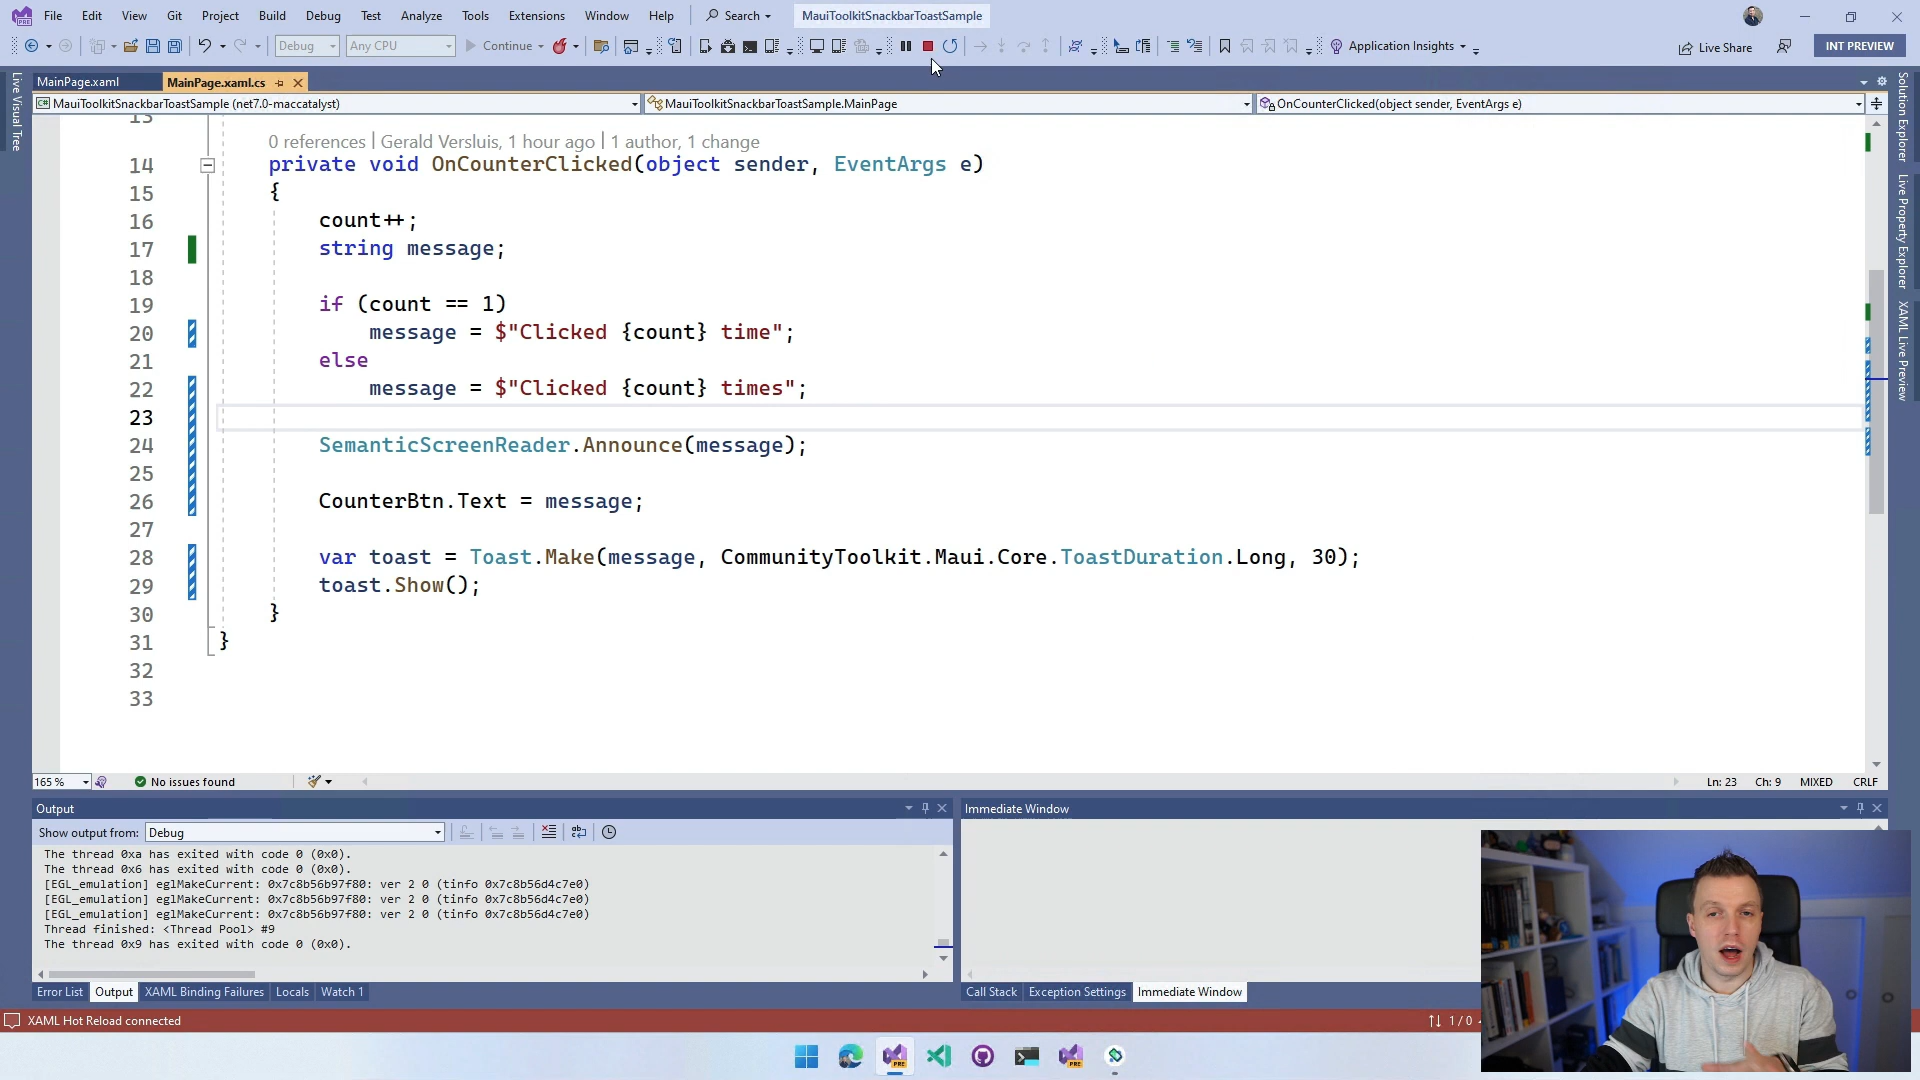 File Edit View Git Project Build Debug Test Analyze Tools Extensions Window Help Search MauiToolkitSnackbarToastSample
Debug Any CPU Continue Application Insights Live Share INT PREVIEW
MainPage.xaml MainPage.xaml.cs
MauiToolkitSnackbarToastSample (net7.0-maccatalyst) MauiToolkitSnackbarToastSample.MainPage OnCounterClicked(object sender, EventArgs e)
Live Visual Tree
Solution Explorer
Live Property Explorer
XAML Live Preview
13
0 references | Gerald Versluis, 1 hour ago | 1 author, 1 change
14 private void OnCounterClicked(object sender, EventArgs e)
15 {
16 count++;
17 string message;
18
19 if (count == 1)
20 message = $"Clicked {count} time";
21 else
22 message = $"Clicked {count} times";
23
24 SemanticScreenReader.Announce(message);
25
26 CounterBtn.Text = message;
27
28 var toast = Toast.Make(message, CommunityToolkit.Maui.Core.ToastDuration.Long, 30);
29 toast.Show();
30 }
31 }
32
33
165 % No issues found Ln: 23 Ch: 9 MIXED CRLF
Output
Show output from: Debug
The thread 0xa has exited with code 0 (0x0).
The thread 0x6 has exited with code 0 (0x0).
[EGL_emulation] eglMakeCurrent: 0x7c8b56b97f80: ver 2 0 (tinfo 0x7c8b56d4c7e0)
[EGL_emulation] eglMakeCurrent: 0x7c8b56b97f80: ver 2 0 (tinfo 0x7c8b56d4c7e0)
[EGL_emulation] eglMakeCurrent: 0x7c8b56b97f80: ver 2 0 (tinfo 0x7c8b56d4c7e0)
Thread finished: <Thread Pool> #9
The thread 0x9 has exited with code 0 (0x0).
Error List Output XAML Binding Failures Locals Watch 1
Immediate Window
Call Stack Exception Settings Immediate Window
XAML Hot Reload connected 1 / 0